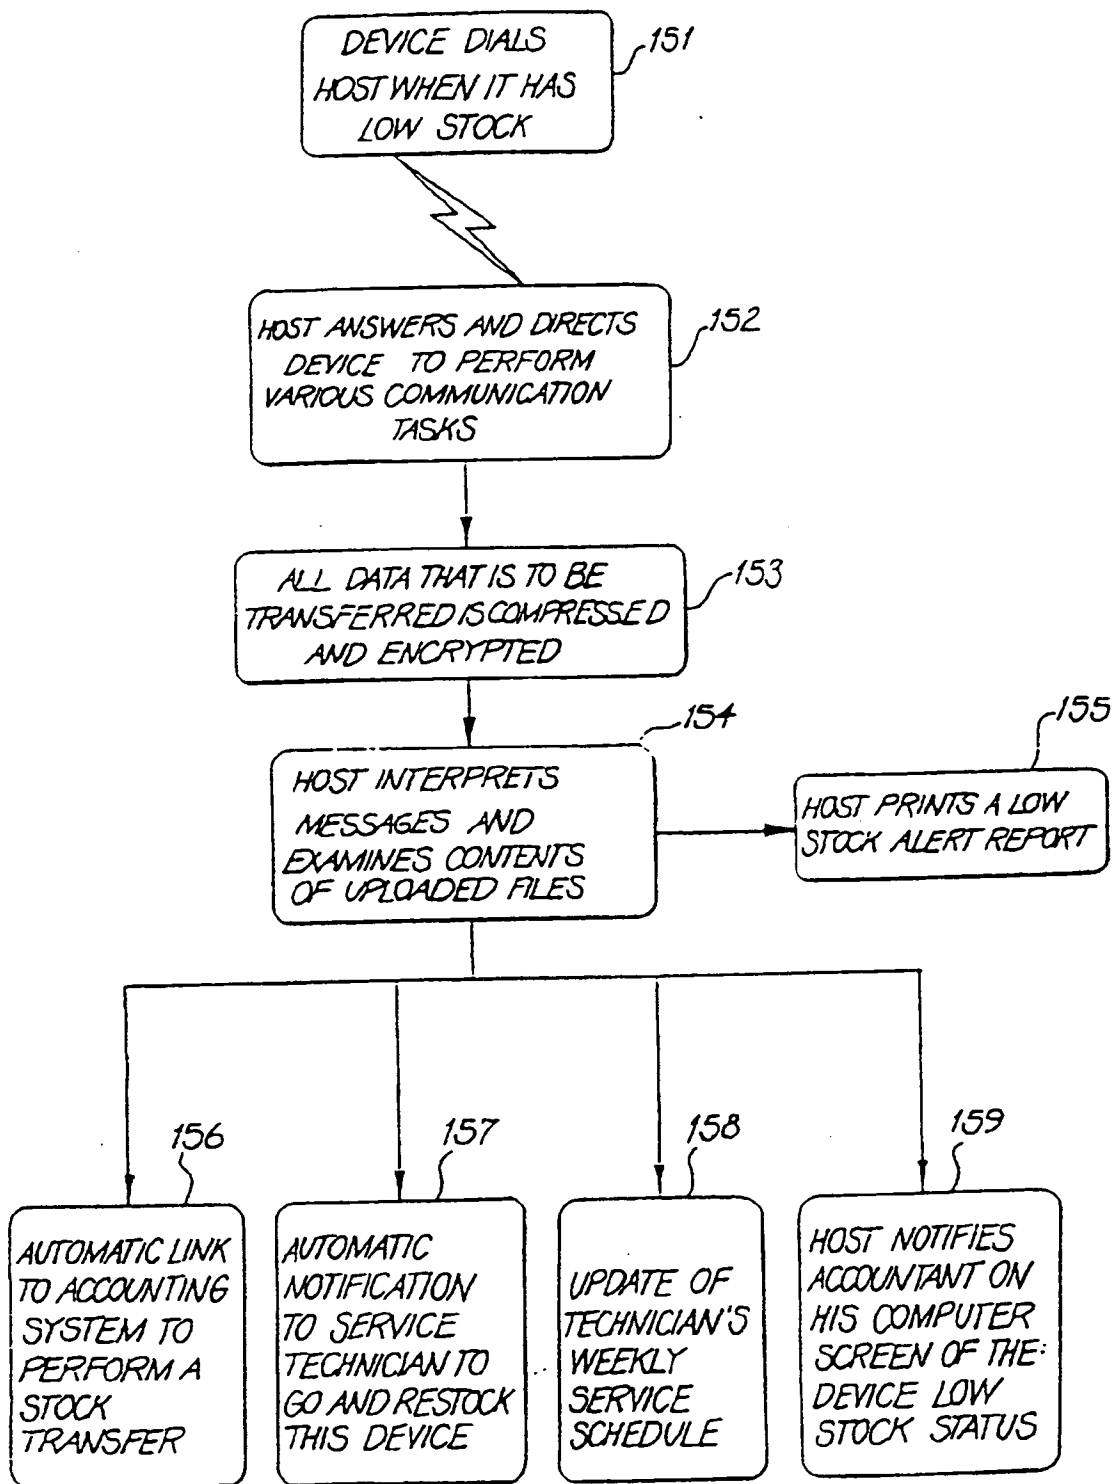 DEVICE DIALS
HOST WHEN IT HAS
LOW STOCK
151
HOST ANSWERS AND DIRECTS
DEVICE TO PERFORM
VARIOUS COMMUNICATION
TASKS
152
ALL DATA THAT IS TO BE
TRANSFERRED IS COMPRESSED
AND ENCRYPTED
153
HOST INTERPRETS
MESSAGES AND
EXAMINES CONTENTS
OF UPLOADED FILES
154
HOST PRINTS A LOW
STOCK ALERT REPORT
155
AUTOMATIC LINK
TO ACCOUNTING
SYSTEM TO
PERFORM A
STOCK
TRANSFER
156
AUTOMATIC
NOTIFICATION
TO SERVICE
TECHNICIAN TO
GO AND RESTOCK
THIS DEVICE
157
UPDATE OF
TECHNICIAN'S
WEEKLY
SERVICE
SCHEDULE
158
HOST NOTIFIES
ACCOUNTANT ON
HIS COMPUTER
SCREEN OF THE
DEVICE LOW
STOCK STATUS
159